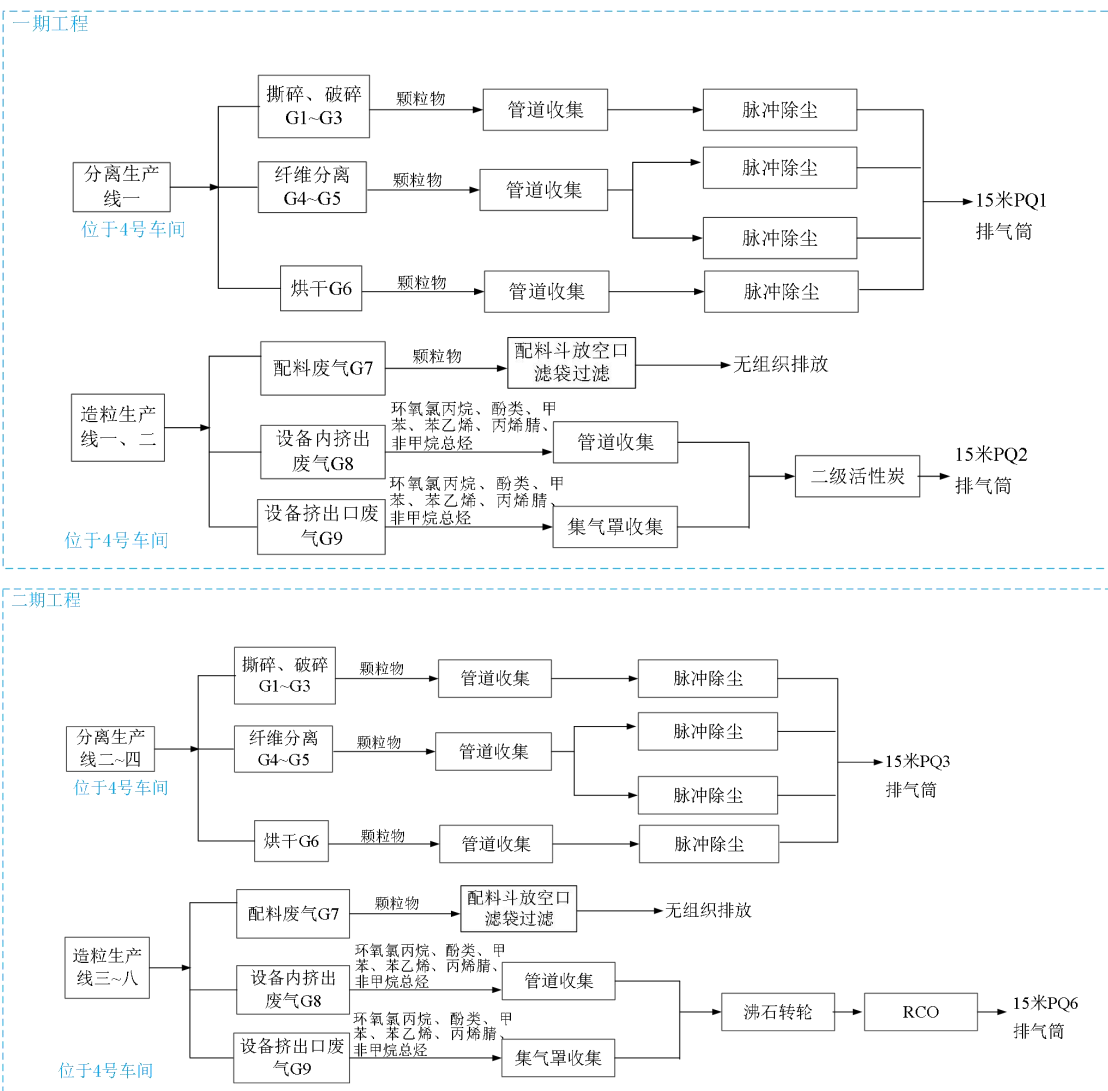 一期工程
撕碎、破碎
G1~G3
颗粒物
管道收集
脉冲除尘
分离生产
线一
位于4号车间
纤维分离
G4~G5
颗粒物
管道收集
脉冲除尘
脉冲除尘
15米PQ1
排气筒
烘干G6
颗粒物
管道收集
脉冲除尘
造粒生产
线一、二
位于4号车间
配料废气G7
颗粒物
配料斗放空口
滤袋过滤
无组织排放
设备内挤出
废气G8
环氧氯丙烷、酚类、甲
苯、苯乙烯、丙烯腈、
非甲烷总烃
管道收集
设备挤出口废
气G9
环氧氯丙烷、酚类、甲
苯、苯乙烯、丙烯腈、
非甲烷总烃
集气罩收集
二级活性炭
15米PQ2
排气筒
二期工程
撕碎、破碎
G1~G3
颗粒物
管道收集
脉冲除尘
分离生产
线二~四
位于4号车间
纤维分离
G4~G5
颗粒物
管道收集
脉冲除尘
脉冲除尘
15米PQ3
排气筒
烘干G6
颗粒物
管道收集
脉冲除尘
造粒生产
线三~八
位于4号车间
配料废气G7
颗粒物
配料斗放空口
滤袋过滤
无组织排放
设备内挤出
废气G8
环氧氯丙烷、酚类、甲
苯、苯乙烯、丙烯腈、
非甲烷总烃
管道收集
设备挤出口废
气G9
环氧氯丙烷、酚类、甲
苯、苯乙烯、丙烯腈、
非甲烷总烃
集气罩收集
沸石转轮
RCO
15米PQ6
排气筒